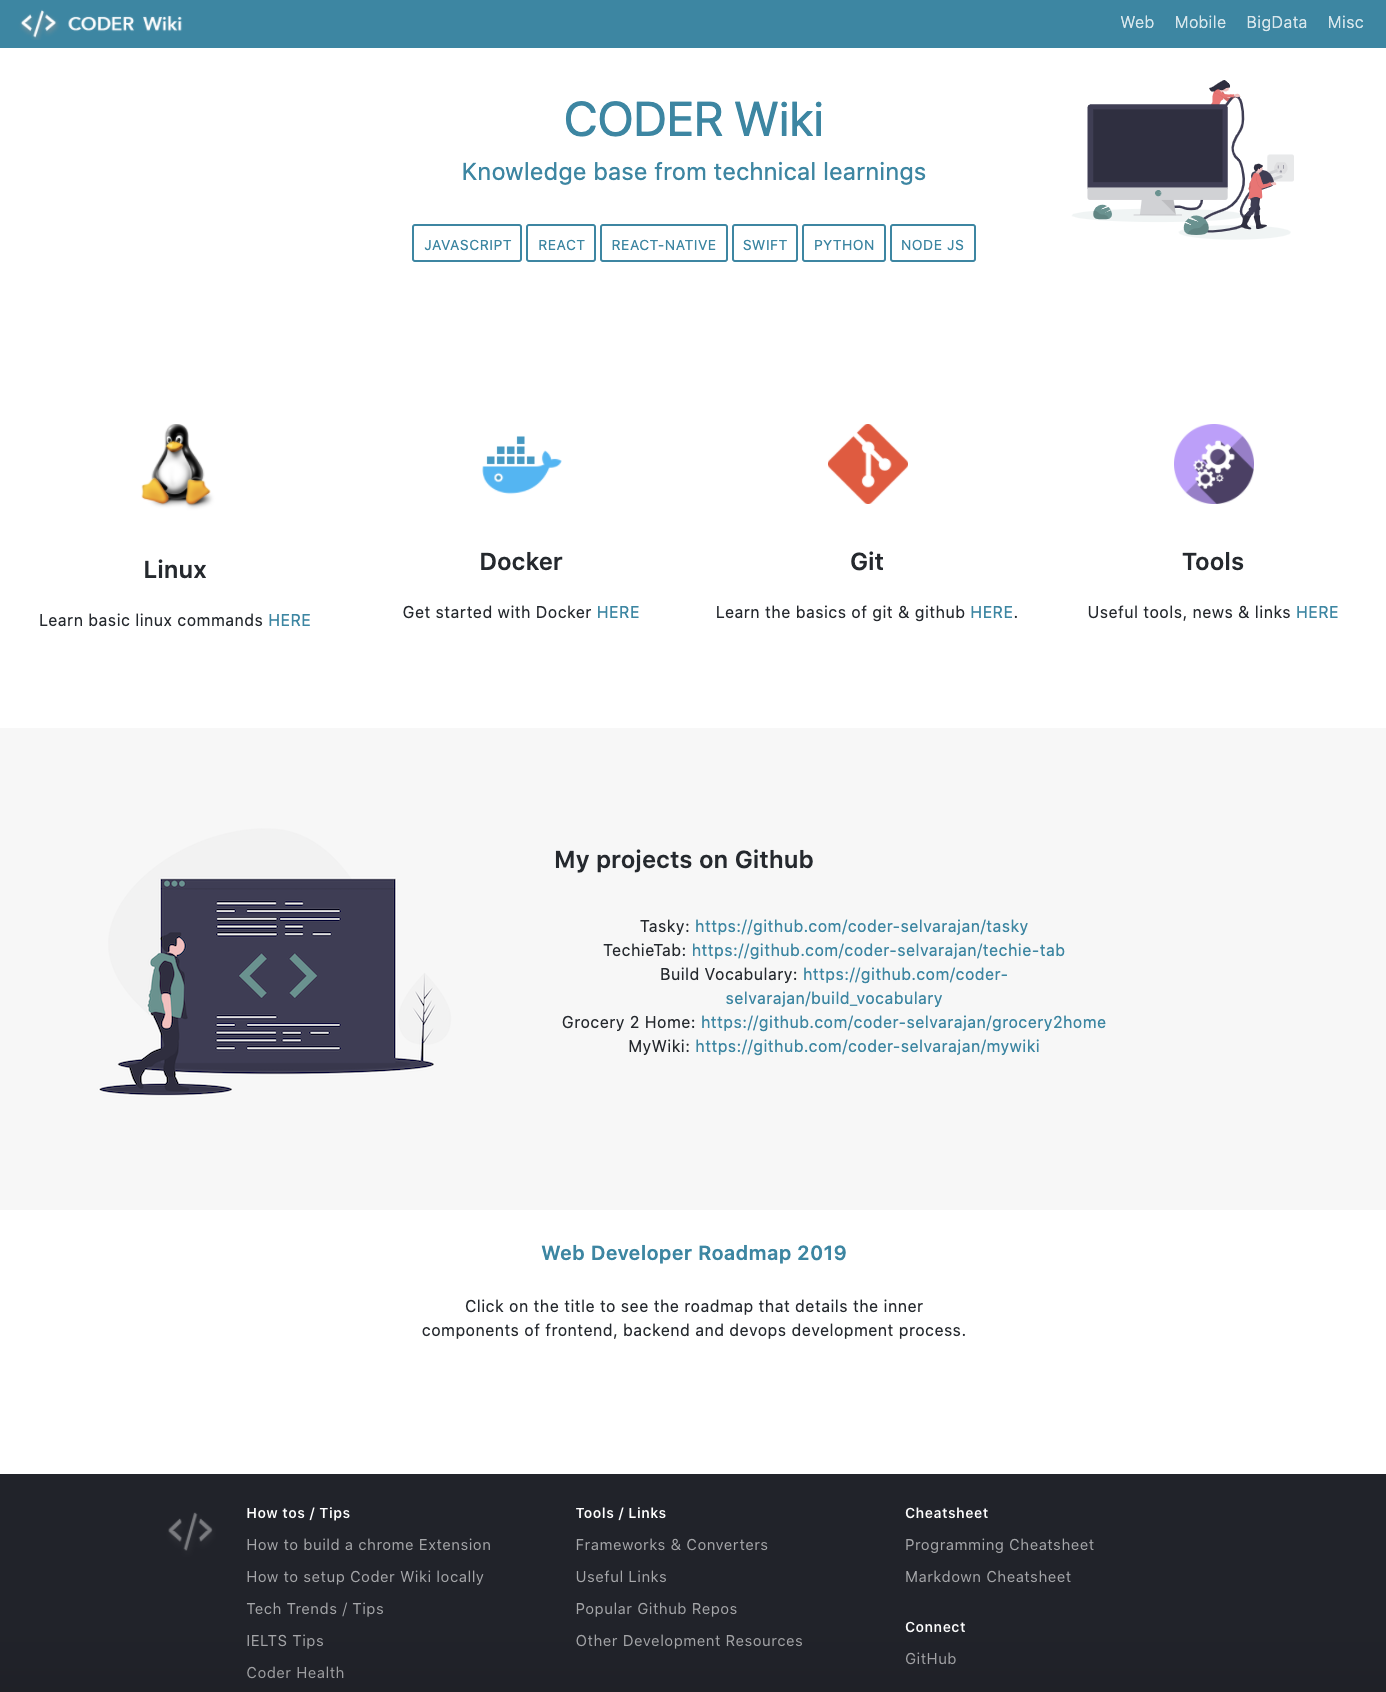 CODER Wiki
Web Mobile BigData Misc
CODER Wiki
Knowledge base from technical learnings
JAVASCRIPT REACT REACT-NATIVE SWIFT PYTHON NODE JS
Linux
Learn basic linux commands HERE
Docker
Get started with Docker HERE
Git
Learn the basics of git & github HERE.
Tools
Useful tools, news & links HERE
My projects on Github
Tasky: https://github.com/coder-selvarajan/tasky
TechieTab: https://github.com/coder-selvarajan/techie-tab
Build Vocabulary: https://github.com/coder-
selvarajan/build_vocabulary
Grocery 2 Home: https://github.com/coder-selvarajan/grocery2home
MyWiki: https://github.com/coder-selvarajan/mywiki
Web Developer Roadmap 2019
Click on the title to see the roadmap that details the inner
components of frontend, backend and devops development process.
How tos / Tips
How to build a chrome Extension
How to setup Coder Wiki locally
Tech Trends / Tips
IELTS Tips
Coder Health
Tools / Links
Frameworks & Converters
Useful Links
Popular Github Repos
Other Development Resources
Cheatsheet
Programming Cheatsheet
Markdown Cheatsheet
Connect
GitHub